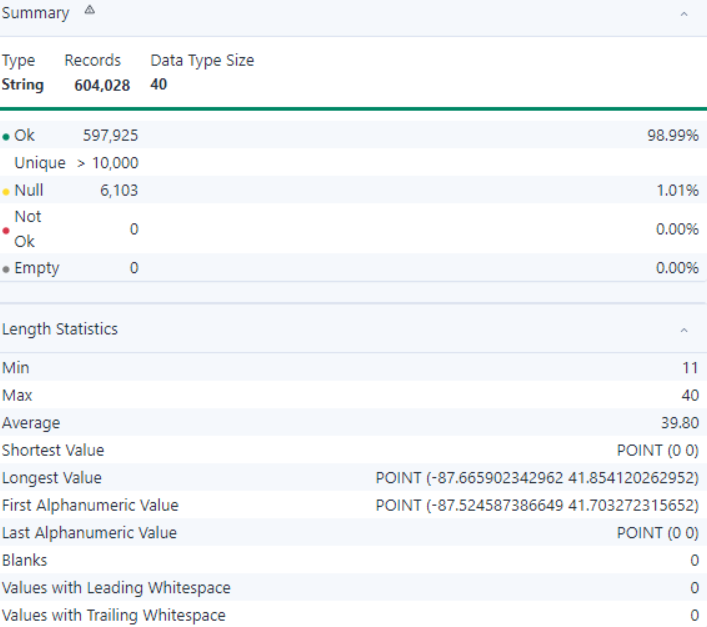 Summary
Type Records Data Type Size
String 604,028 40
Ok 597,925 98.99%
Unique > 10,000
Null 6,103 1.01%
Not
Ok 0 0.00%
Empty 0 0.00%
Length Statistics
Min 11
Max 40
Average 39.80
Shortest Value POINT (0 0)
Longest Value POINT (-87.665902342962 41.854120262952)
First Alphanumeric Value POINT (-87.524587386649 41.703272315652)
Last Alphanumeric Value POINT (0 0)
Blanks 0
Values with Leading Whitespace 0
Values with Trailing Whitespace 0